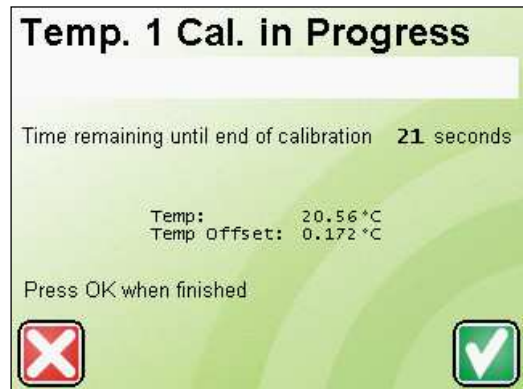 Temp. 1 Cal. in Progress
Time remaining until end of calibration 21 seconds
Temp: 20.56°C
Temp Offset: 0.172°C
Press OK when finished